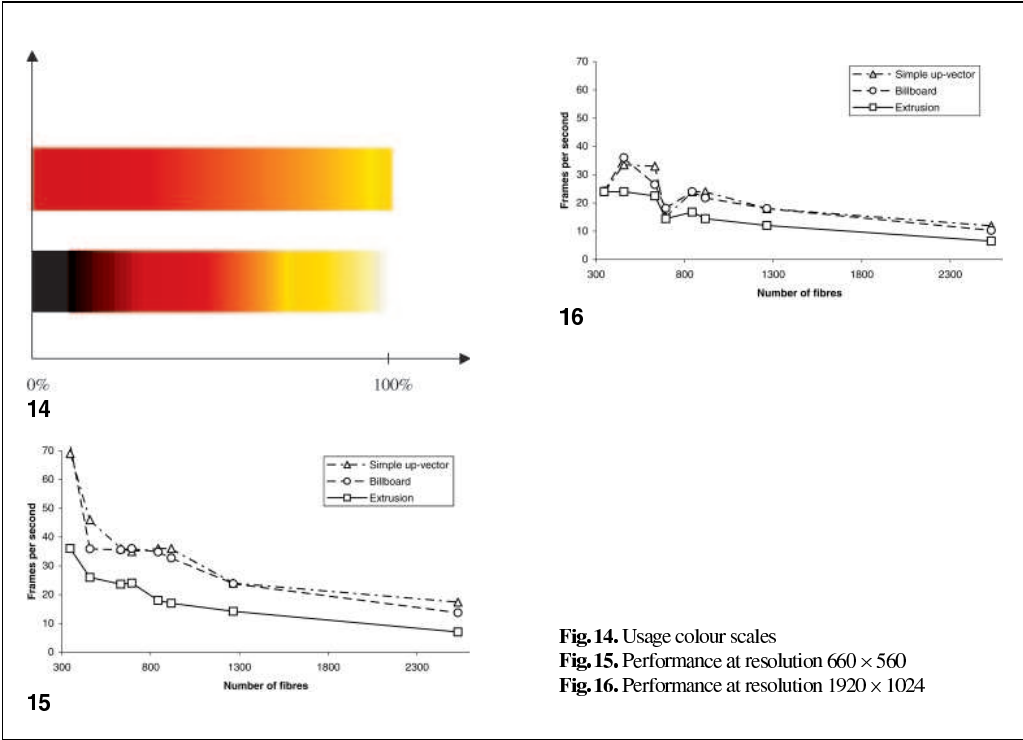 0% 100%
14
70
60
50
40
30
20
10
0
Frames per second
300 800 1300 1800 2300
Number of fibres
Simple up-vector
Billboard
Extrusion
16
70
60
50
40
30
20
10
0
Frames per second
300 800 1300 1800 2300
Number of fibres
Simple up-vector
Billboard
Extrusion
15
Fig. 14. Usage colour scales
Fig. 15. Performance at resolution 660 × 560
Fig. 16. Performance at resolution 1920 × 1024